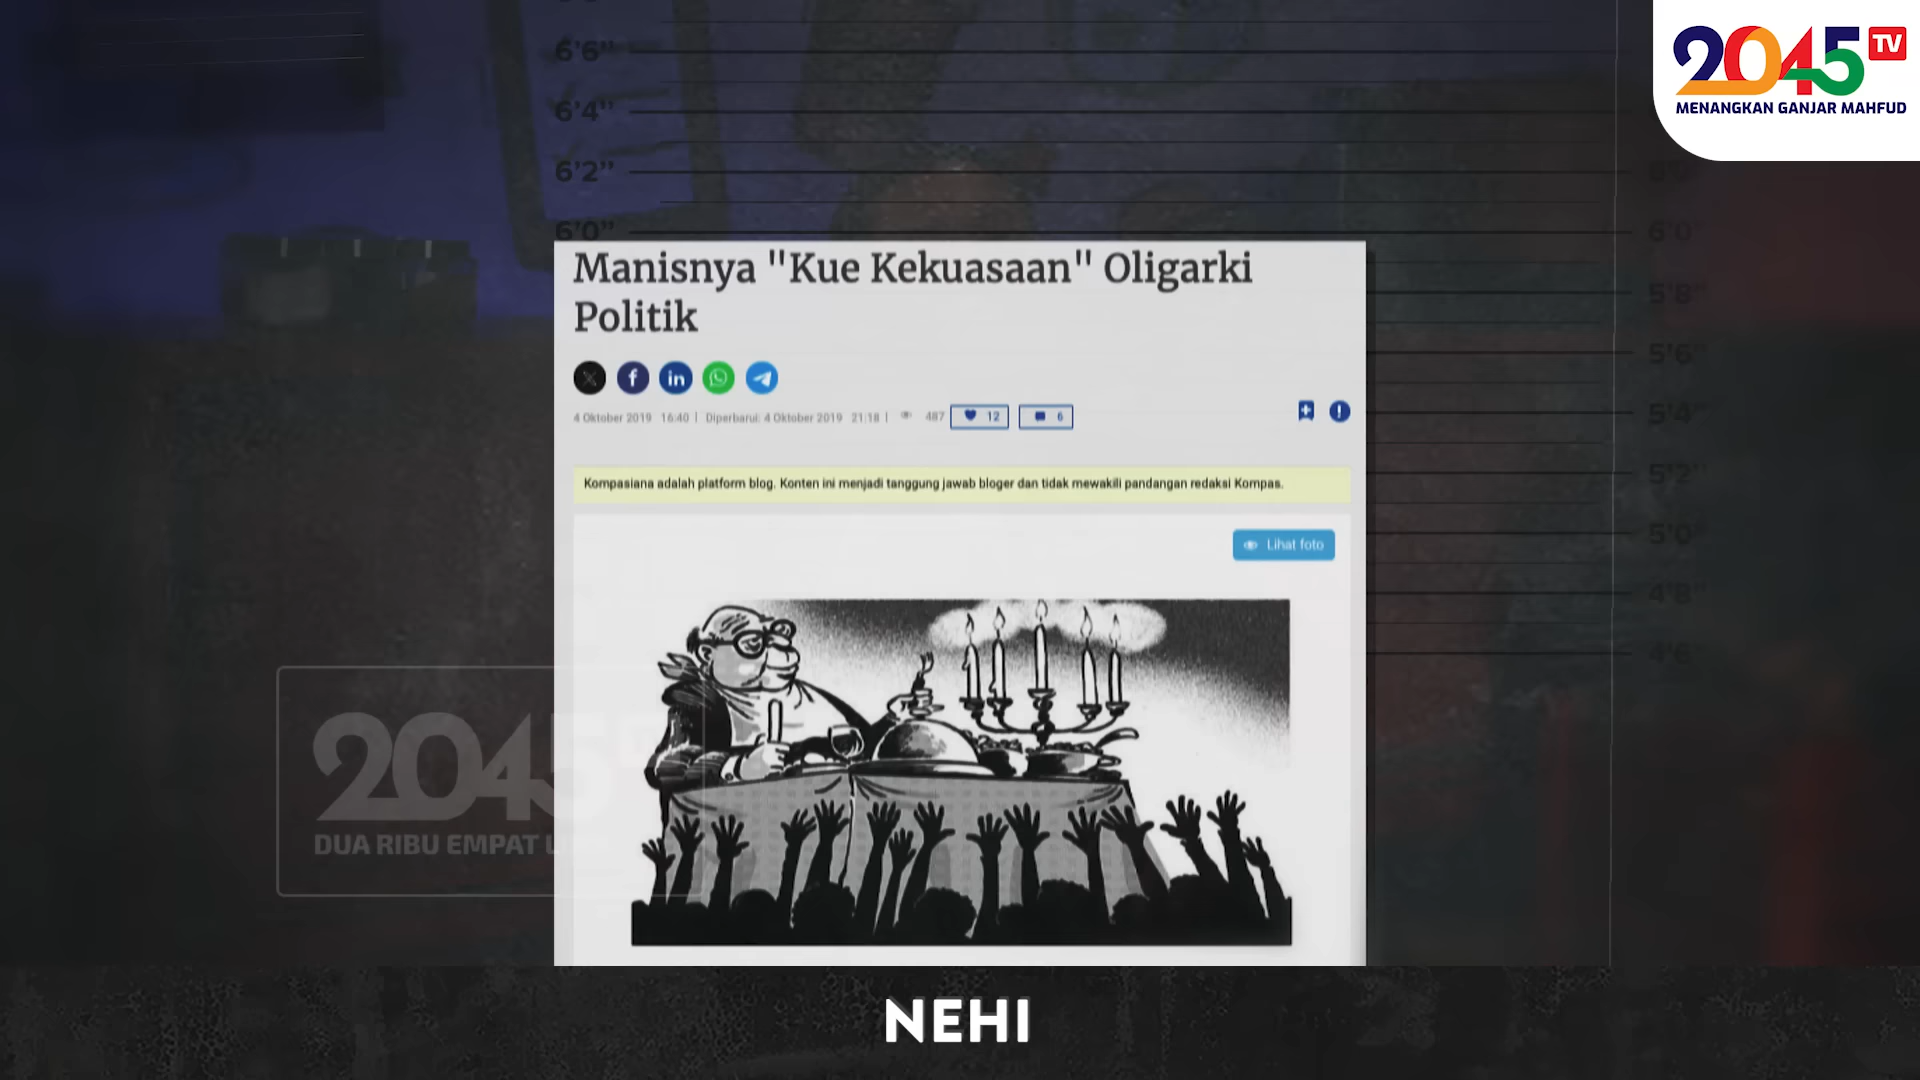 2045 TV
MENANGKAN GANJAR MAHFUD
6'6"
6'4"
6'2"
6'0"
6'0"
5'8"
5'6"
5'4"
5'2"
5'0"
4'8"
4'6"
Manisnya "Kue Kekuasaan" Oligarki
Politik
4 Oktober 2019 16:40 | Diperbarui: 4 Oktober 2019 21:18 | 487 12 6
Kompasiana adalah platform blog. Konten ini menjadi tanggung jawab bloger dan tidak mewakili pandangan redaksi Kompas.
Lihat foto
2045
DUA RIBU EMPAT
NEHI